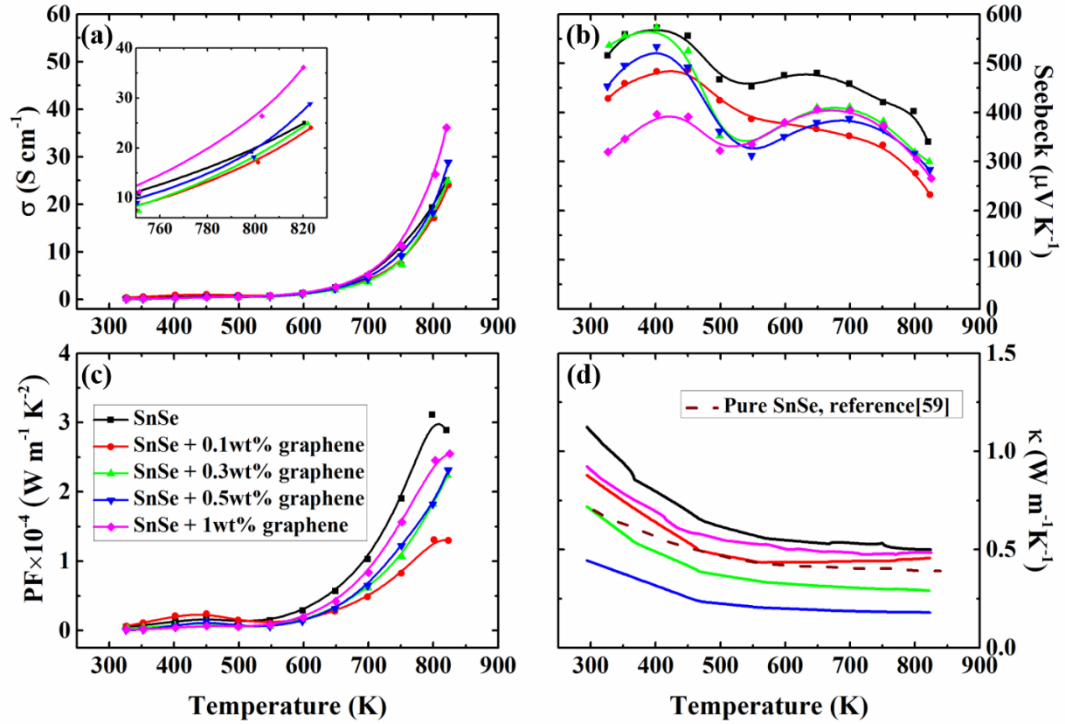 (a)
60
50
40
30
20
10
0
σ (S cm⁻¹)
40
30
20
10
760 780 800 820
300 400 500 600 700 800 900
(b)
600
500
400
300
200
100
0
Seebeck (μV K⁻¹)
300 400 500 600 700 800 900
(c)
4
3
2
1
0
PF×10⁻⁴ (W m⁻¹ K⁻²)
SnSe
SnSe + 0.1wt% graphene
SnSe + 0.3wt% graphene
SnSe + 0.5wt% graphene
SnSe + 1wt% graphene
300 400 500 600 700 800 900
Temperature (K)
(d)
Pure SnSe, reference[59]
1.5
1.0
0.5
0.0
κ (W m⁻¹K⁻¹)
300 400 500 600 700 800 900
Temperature (K)